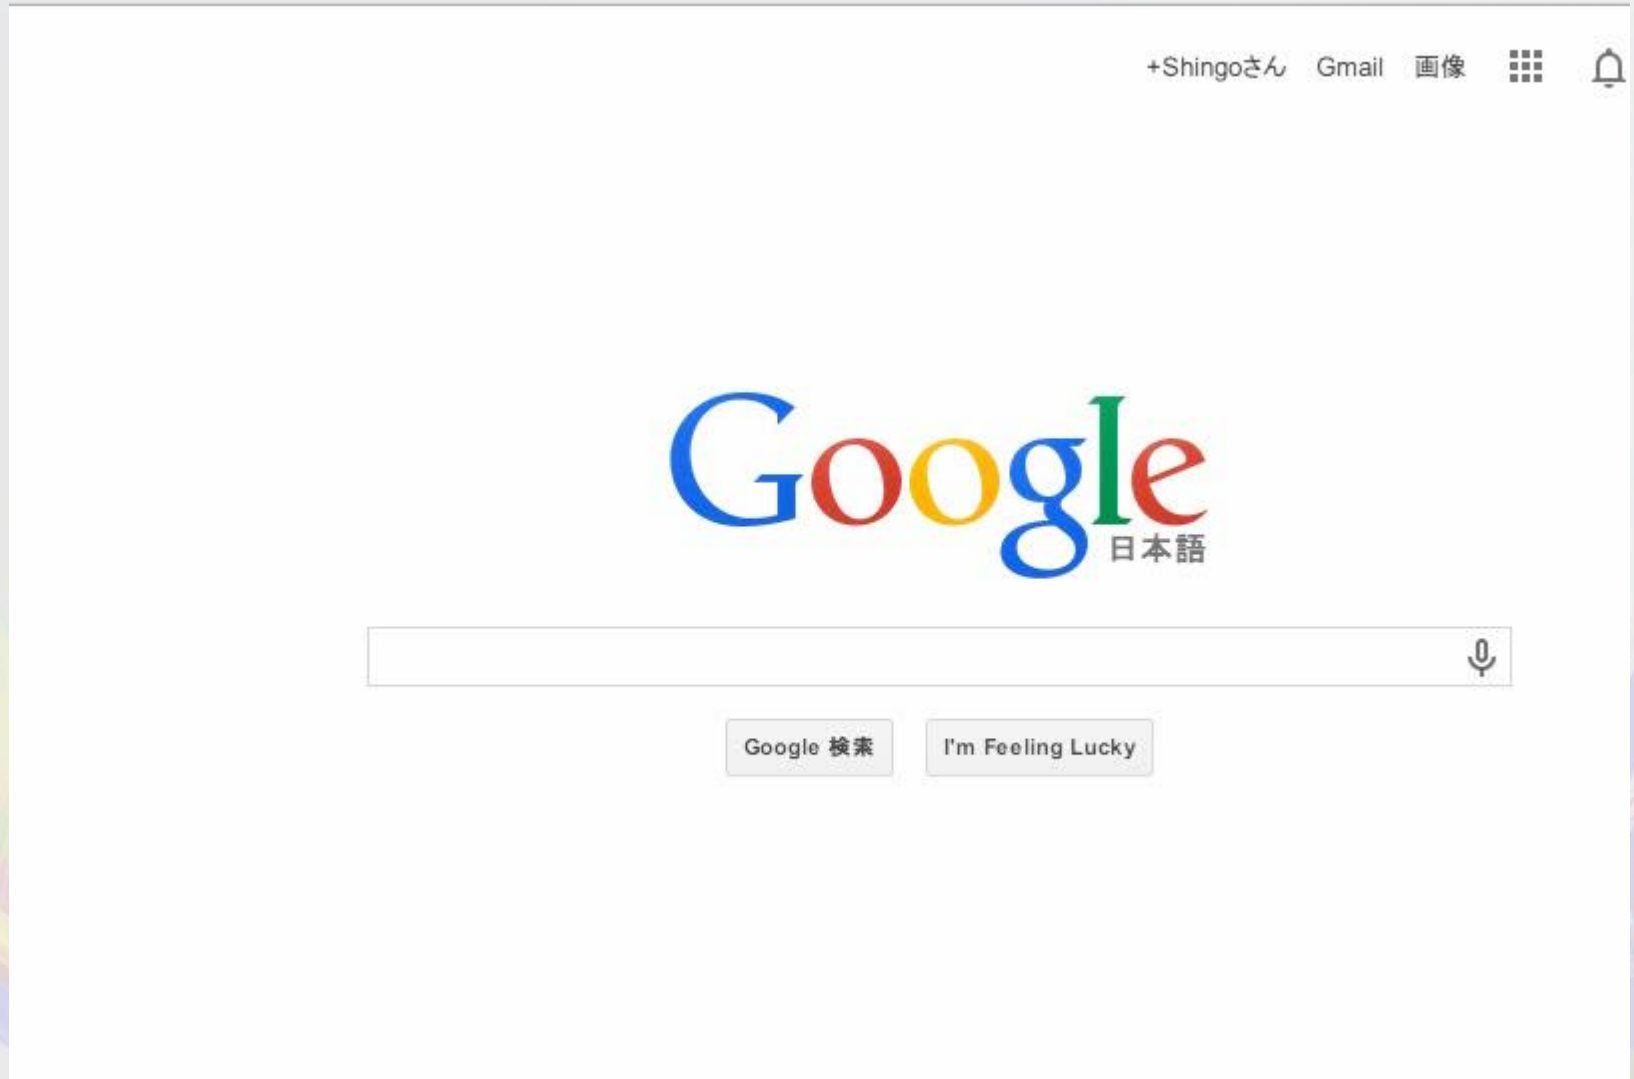 +Shingoさん Gmail 画像
Google
日本語
Google 検索 I'm Feeling Lucky